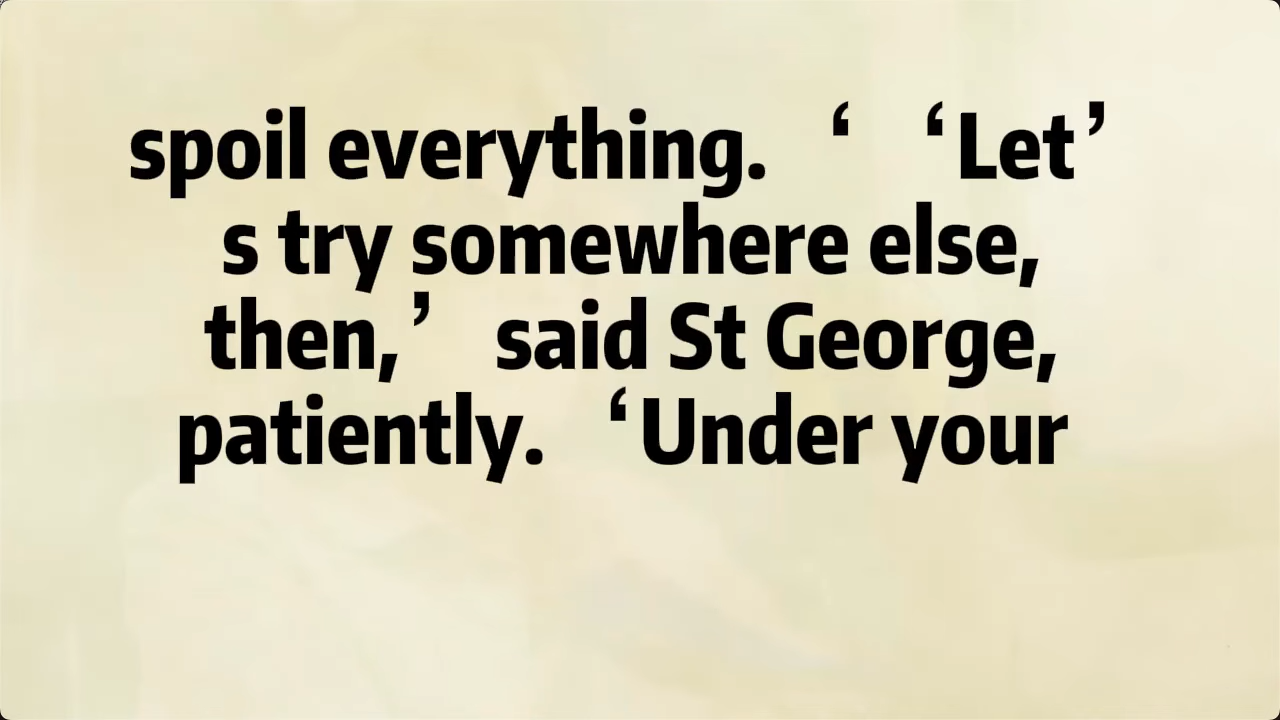 spoil everything. ‘ ‘Let’
s try somewhere else,
then,’ said St George,
patiently. ‘Under your